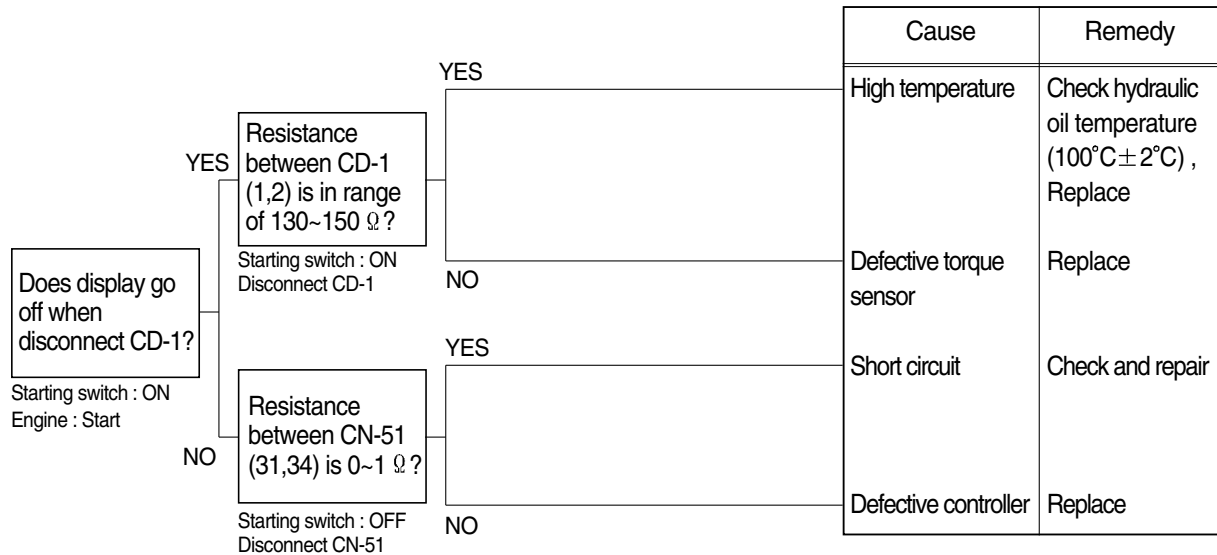 Cause
Remedy
YES
High temperature
Check hydraulic
oil temperature
(100°C±2°C) ,
Replace
YES
Resistance
between CD-1
(1,2) is in range
of 130~150 Ω?
Starting switch : ON
Disconnect CD-1
NO
Defective torque
sensor
Replace
Does display go
off when
disconnect CD-1?
Starting switch : ON
Engine : Start
YES
Short circuit
Check and repair
NO
Resistance
between CN-51
(31,34) is 0~1 Ω?
Starting switch : OFF
Disconnect CN-51
NO
Defective controller
Replace